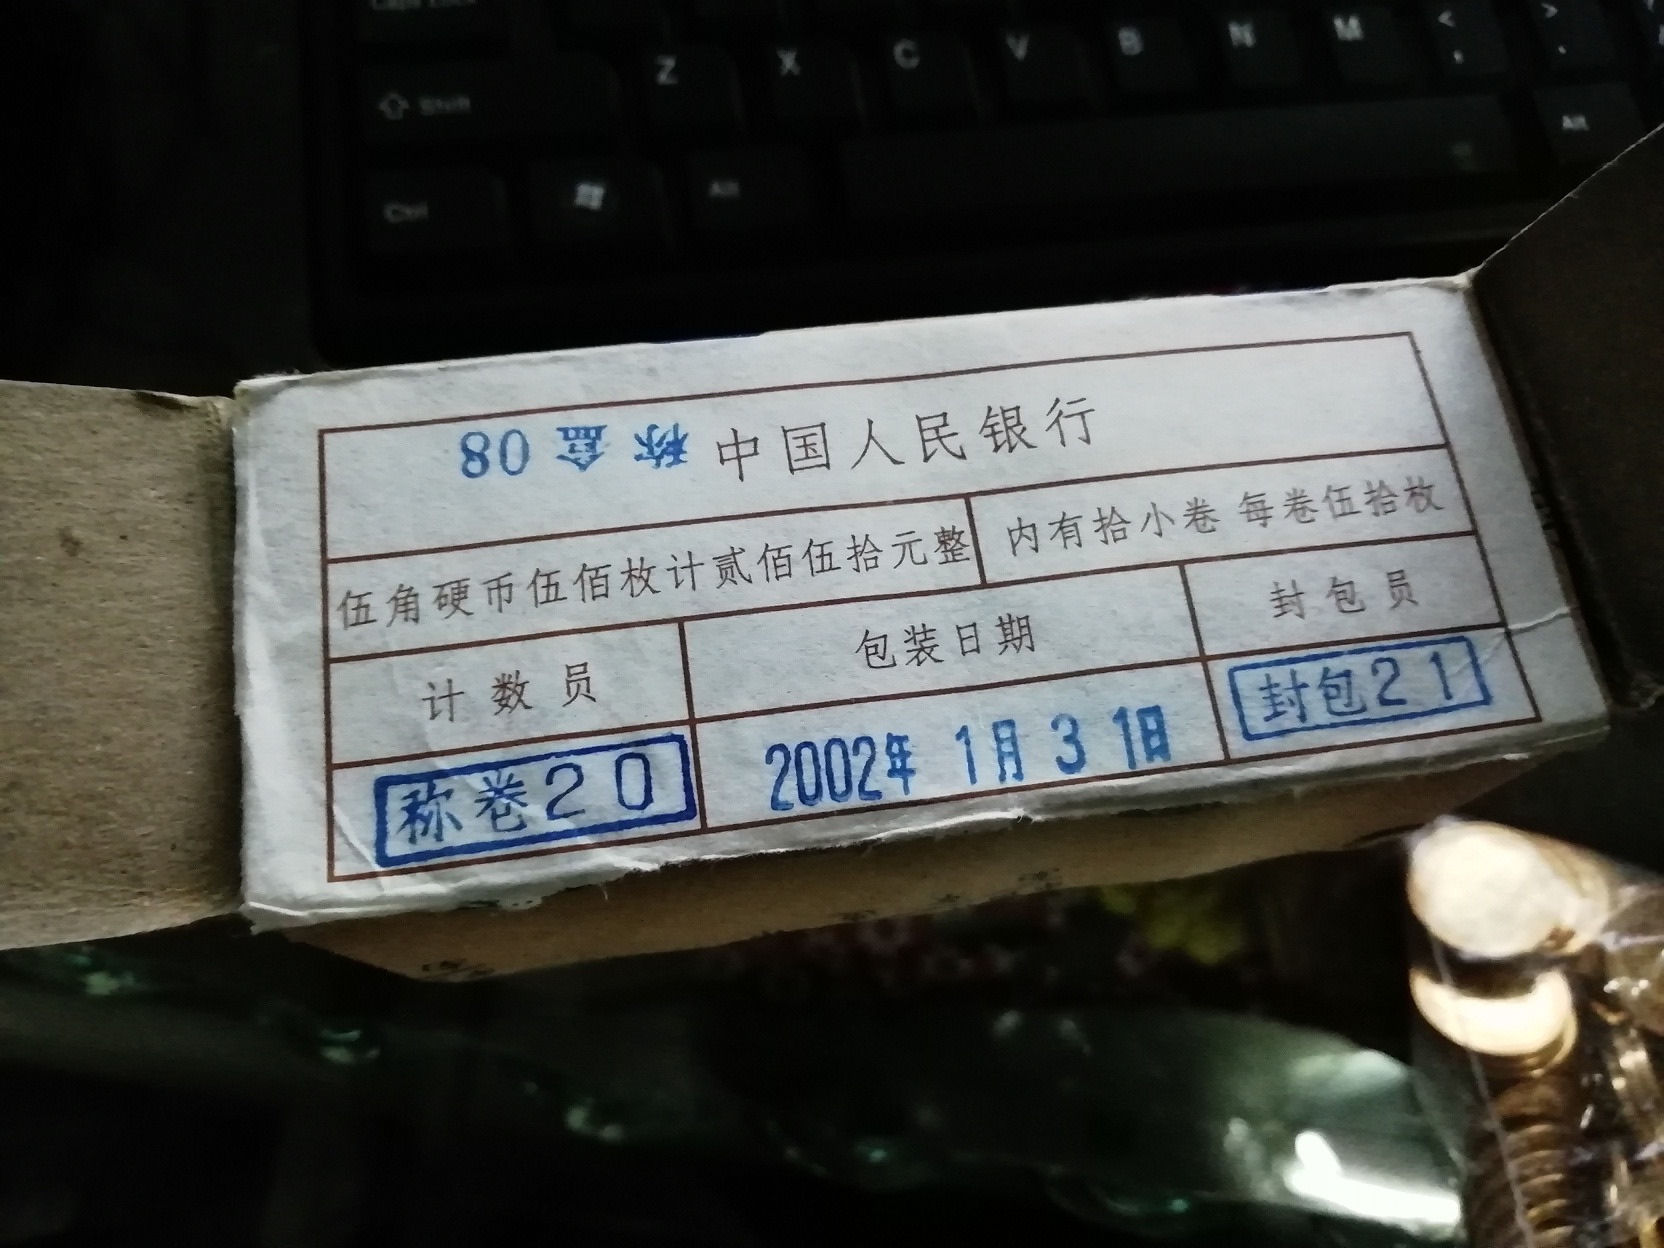 Caps Lock
Shift Z X C V B N M < , > .
Ctrl Alt Alt
称盒08 中国人民银行
伍角硬币伍佰枚计贰佰伍拾元整 内有拾小卷 每卷伍拾枚
计数员 包装日期 封包员
称卷20 2002年 1月 31日 封包21